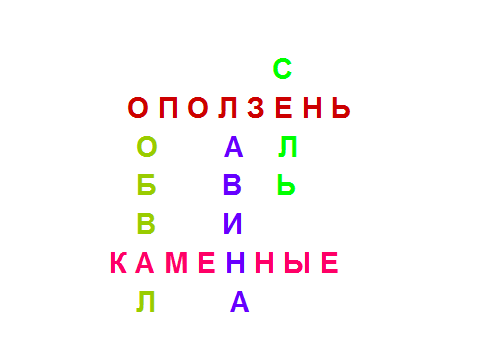 С
ОПОЛЗЕНЬ
О А Л
Б В Ь
В И
КАМЕННЫЕ
Л А